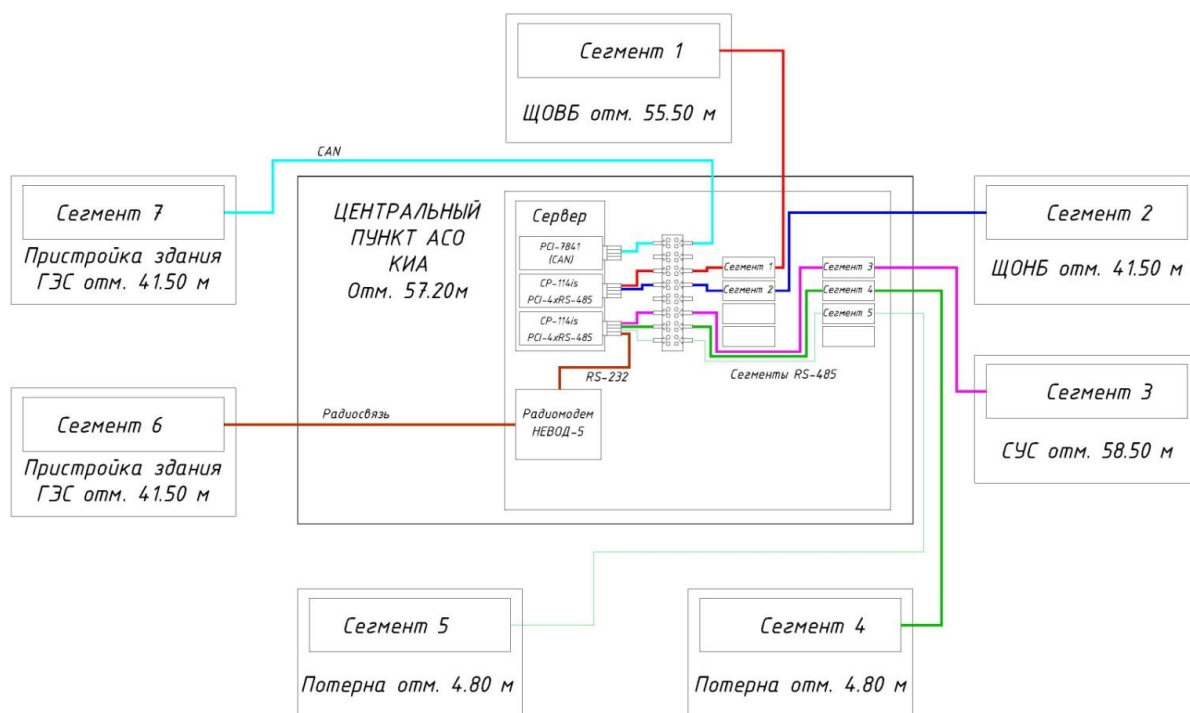 Сегмент 1
ЩОВБ отм. 55.50 м
CAN
Сегмент 7
Пристройка здания
ГЭС отм. 41.50 м
ЦЕНТРАЛЬНЫЙ
ПУНКТ АСО
КИА
Отм. 57.20м
Сервер
PCI-7841
(CAN)
CP-114is
PCI-4xRS-485
CP-114is
PCI-4xRS-485
Сегмент 1
Сегмент 2
Сегмент 3
Сегмент 4
Сегмент 5
Сегменты RS-485
RS-232
Радиомодем
НЕВОД-5
Сегмент 2
ЩОНБ отм. 41.50 м
Сегмент 3
СУС отм. 58.50 м
Радиосвязь
Сегмент 6
Пристройка здания
ГЭС отм. 41.50 м
Сегмент 5
Потерна отм. 4.80 м
Сегмент 4
Потерна отм. 4.80 м